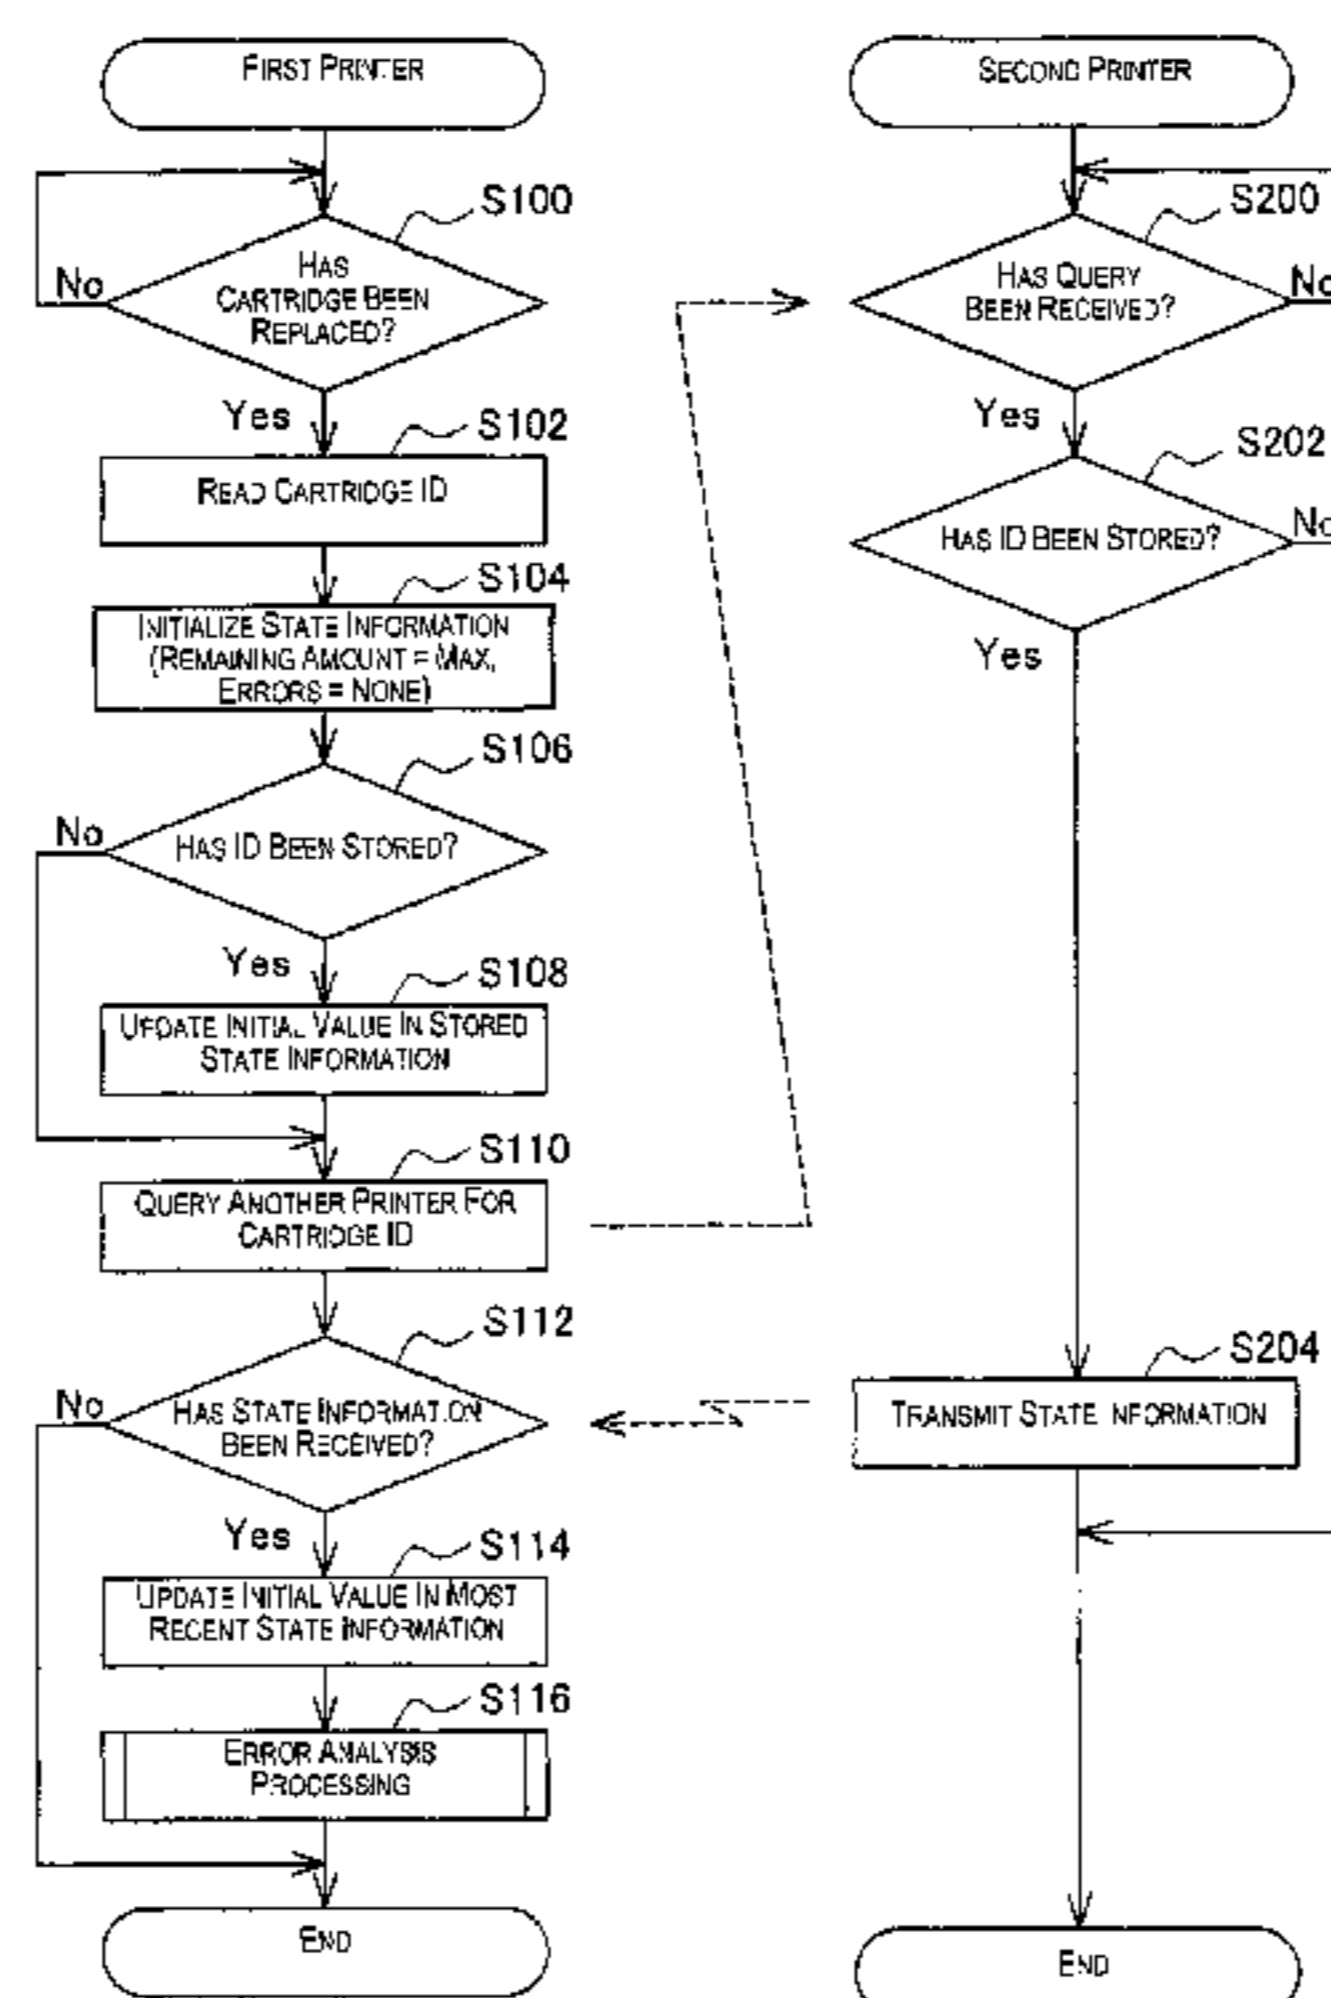 FIRST PRINTER
S100
HAS
CARTRIDGE BEEN
REPLACED?
No
Yes
S102
READ CARTRIDGE ID
S104
INITIALIZE STATE INFORMATION
(REMAINING AMOUNT = MAX,
ERRORS = NONE)
S106
HAS ID BEEN STORED?
No
Yes
S108
UPDATE INITIAL VALUE IN STORED
STATE INFORMATION
S110
QUERY ANOTHER PRINTER FOR
CARTRIDGE ID
S112
HAS STATE INFORMATION
BEEN RECEIVED?
No
Yes
S114
UPDATE INITIAL VALUE IN MOST
RECENT STATE INFORMATION
S116
ERROR ANALYSIS
PROCESSING
END
SECOND PRINTER
S200
HAS QUERY
BEEN RECEIVED?
No
Yes
S202
HAS ID BEEN STORED?
No
Yes
S204
TRANSMIT STATE INFORMATION
END